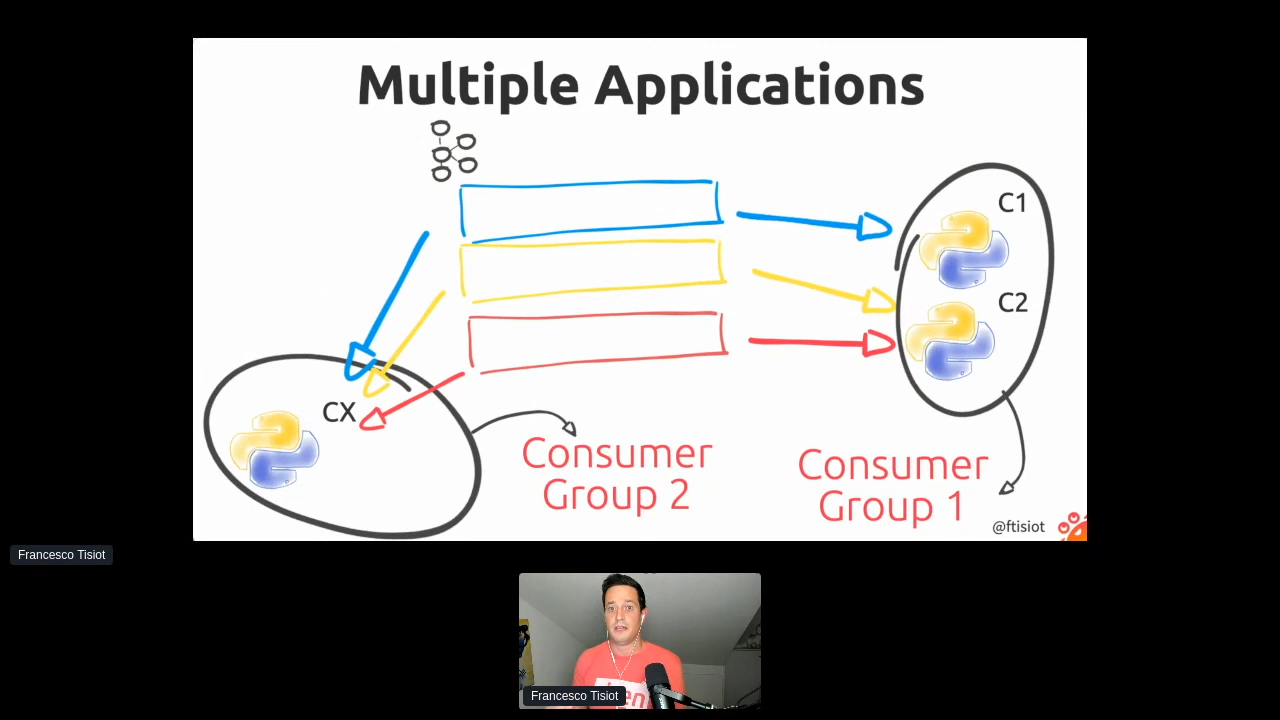 Multiple Applications
C1
C2
CX
Consumer
Group 2
Consumer
Group 1
@ftisiot
Francesco Tisiot
Francesco Tisiot